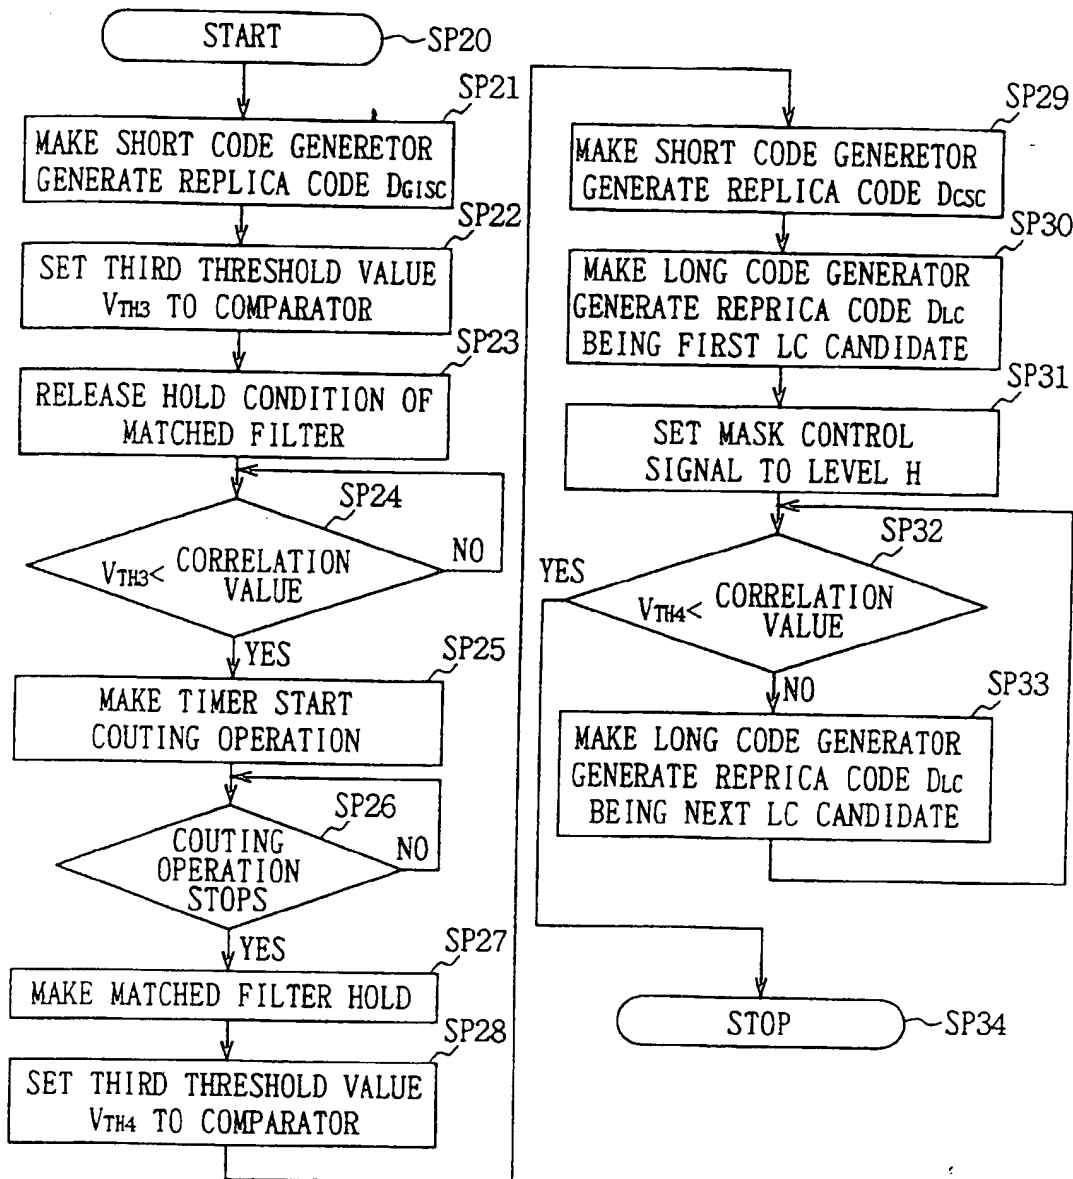 START
SP20
SP21
MAKE SHORT CODE GENERETOR
GENERATE REPLICA CODE DGISC
SP22
SET THIRD THRESHOLD VALUE
VTH3 TO COMPARATOR
SP23
RELEASE HOLD CONDITION OF
MATCHED FILTER
SP24
VTH3< CORRELATION
VALUE
NO
YES
SP25
MAKE TIMER START
COUTING OPERATION
SP26
COUTING
OPERATION
STOPS
NO
YES
SP27
MAKE MATCHED FILTER HOLD
SP28
SET THIRD THRESHOLD VALUE
VTH4 TO COMPARATOR
SP29
MAKE SHORT CODE GENERETOR
GENERATE REPLICA CODE DCSC
SP30
MAKE LONG CODE GENERATOR
GENERATE REPRICA CODE DLC
BEING FIRST LC CANDIDATE
SP31
SET MASK CONTROL
SIGNAL TO LEVEL H
SP32
YES
VTH4< CORRELATION
VALUE
NO
SP33
MAKE LONG CODE GENERATOR
GENERATE REPRICA CODE DLC
BEING NEXT LC CANDIDATE
STOP
SP34